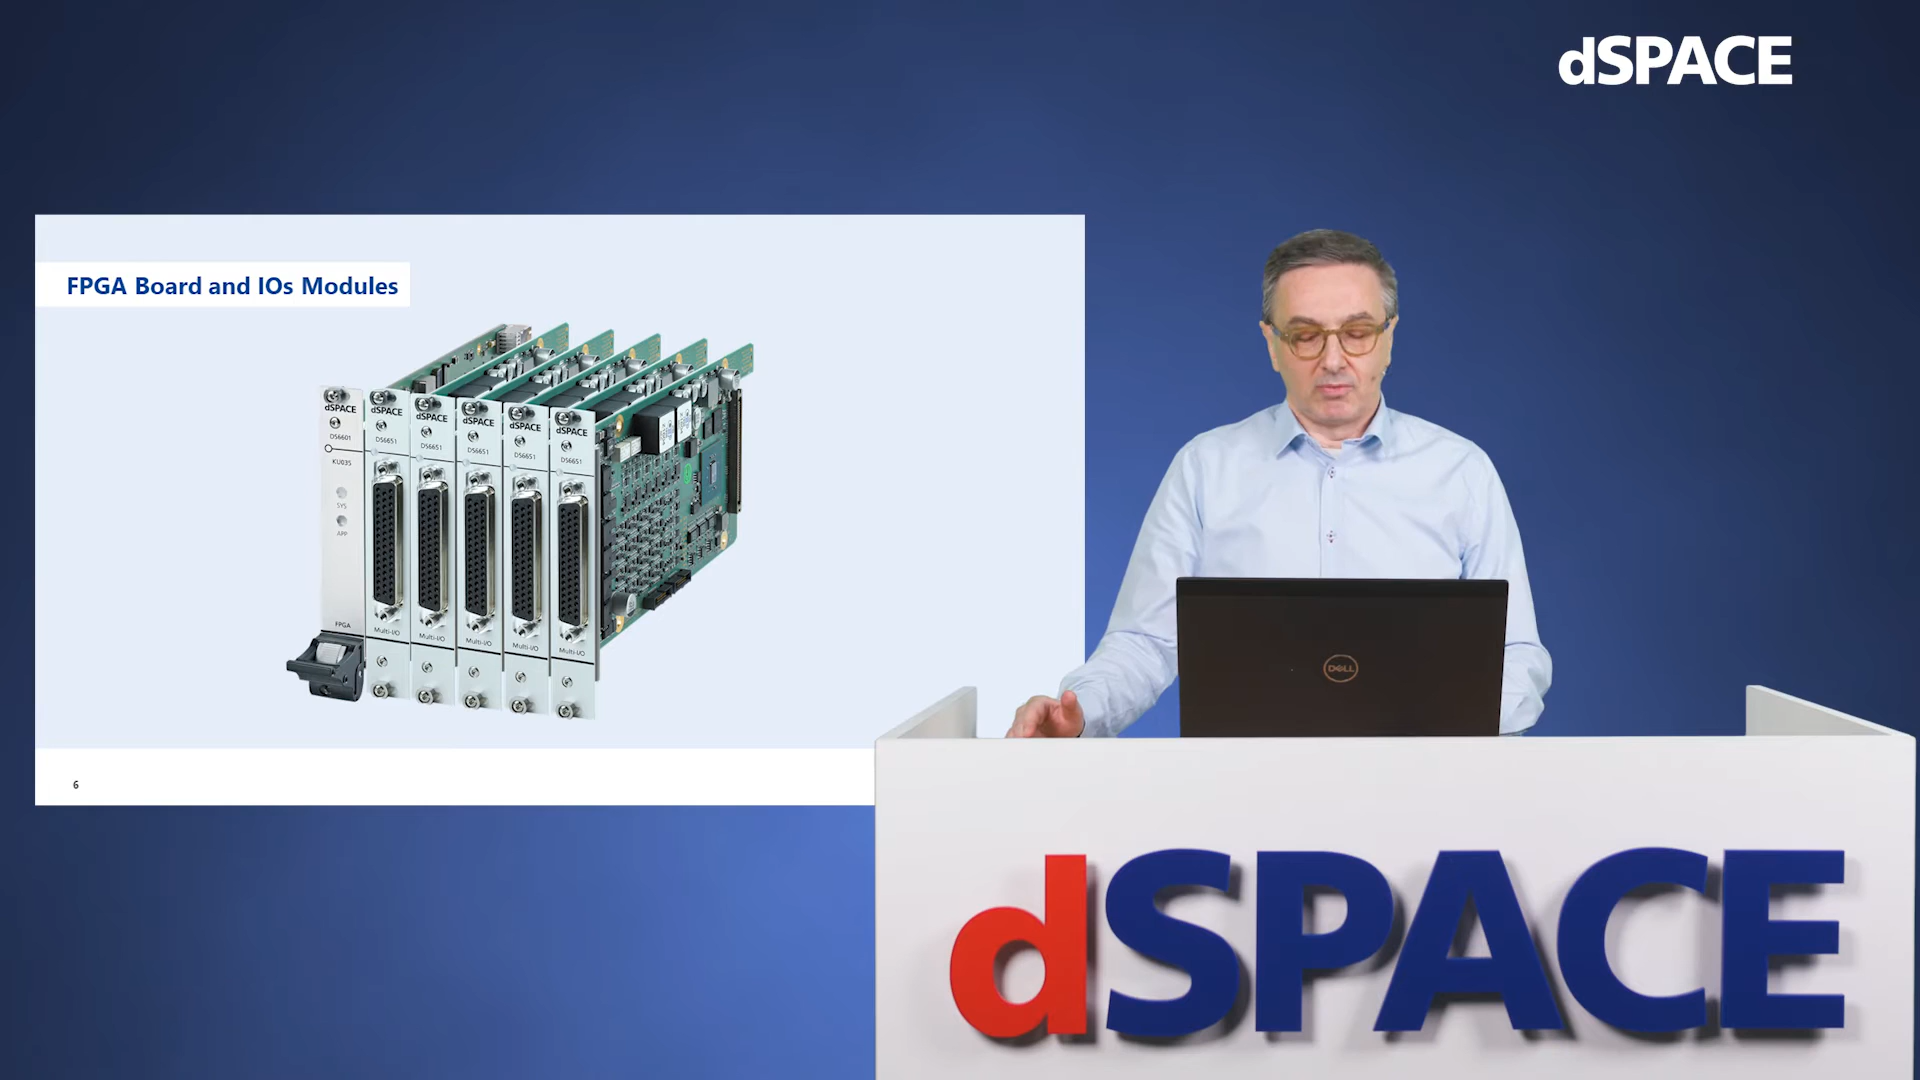 dSPACE
FPGA Board and IOs Modules
dSPACE
DS6601
KU035
SYS
APP
FPGA
dSPACE
DS6651
Multi-I/O
dSPACE
DS6651
Multi-I/O
dSPACE
DS6651
Multi-I/O
dSPACE
DS6651
Multi-I/O
dSPACE
DS6651
Multi-I/O
6
DELL
dSPACE